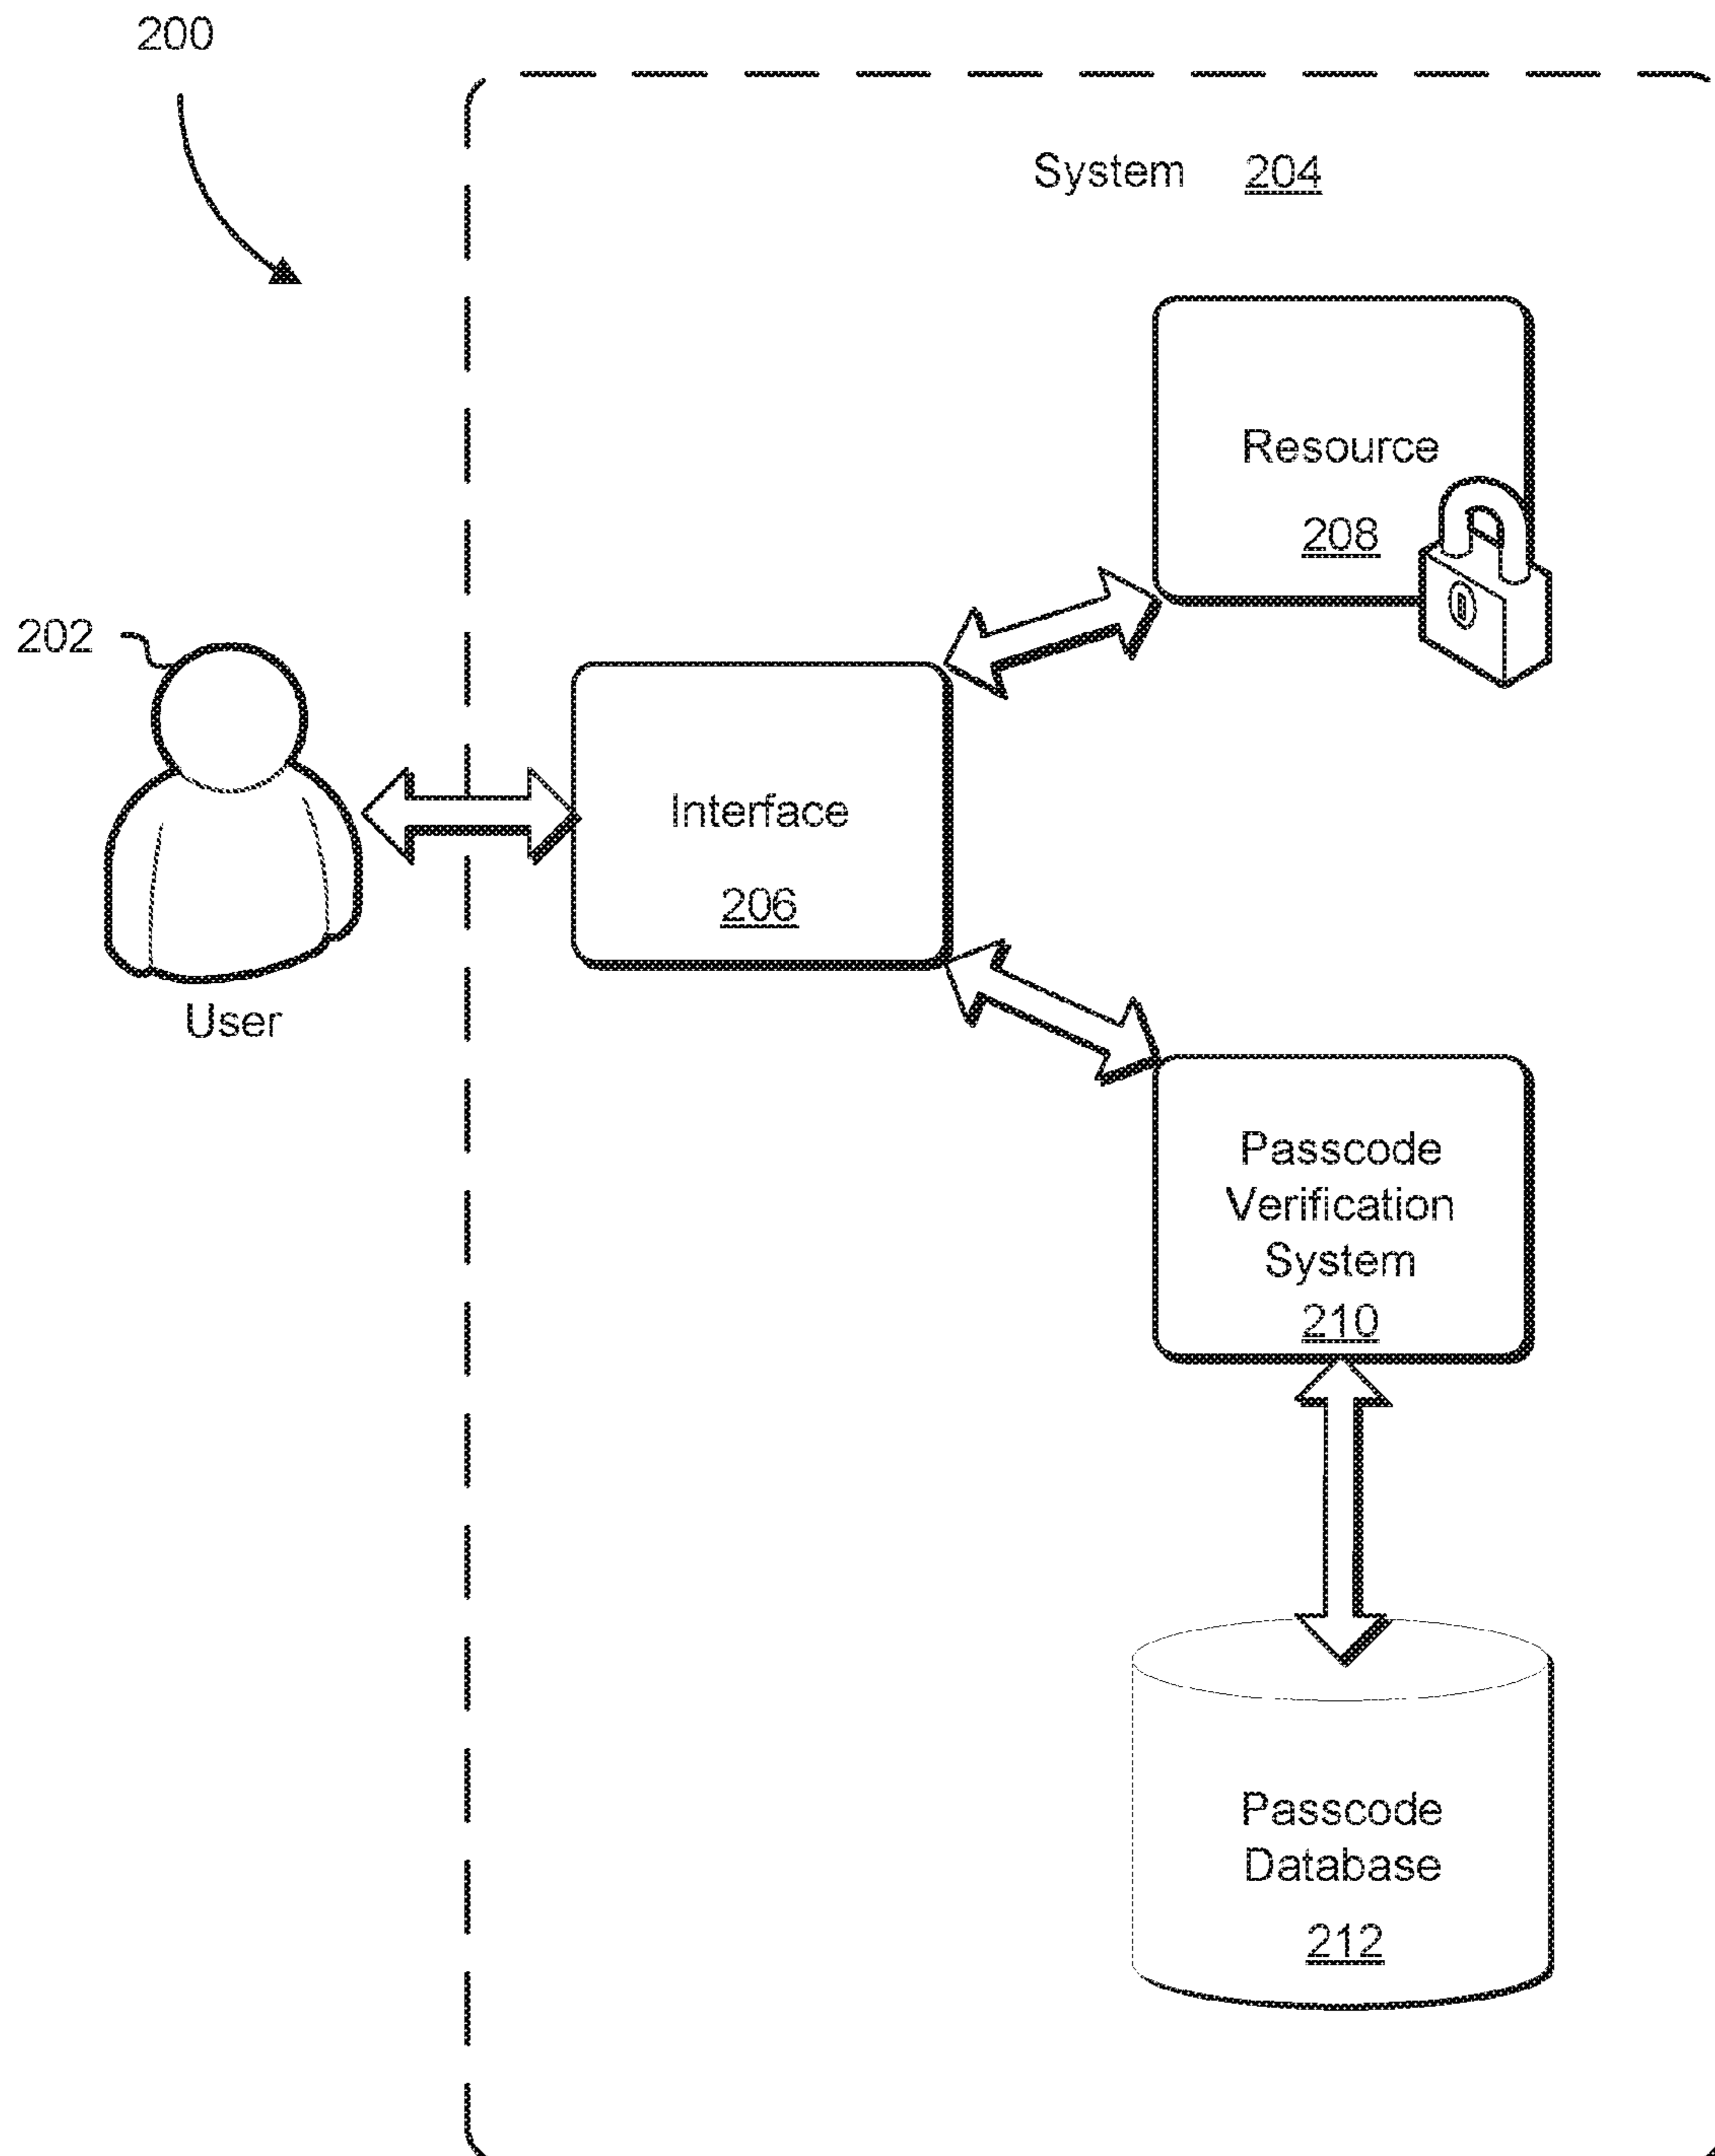 200
System 204
Resource
208
202
Interface
206
User
Passcode
Verification
System
210
Passcode
Database
212